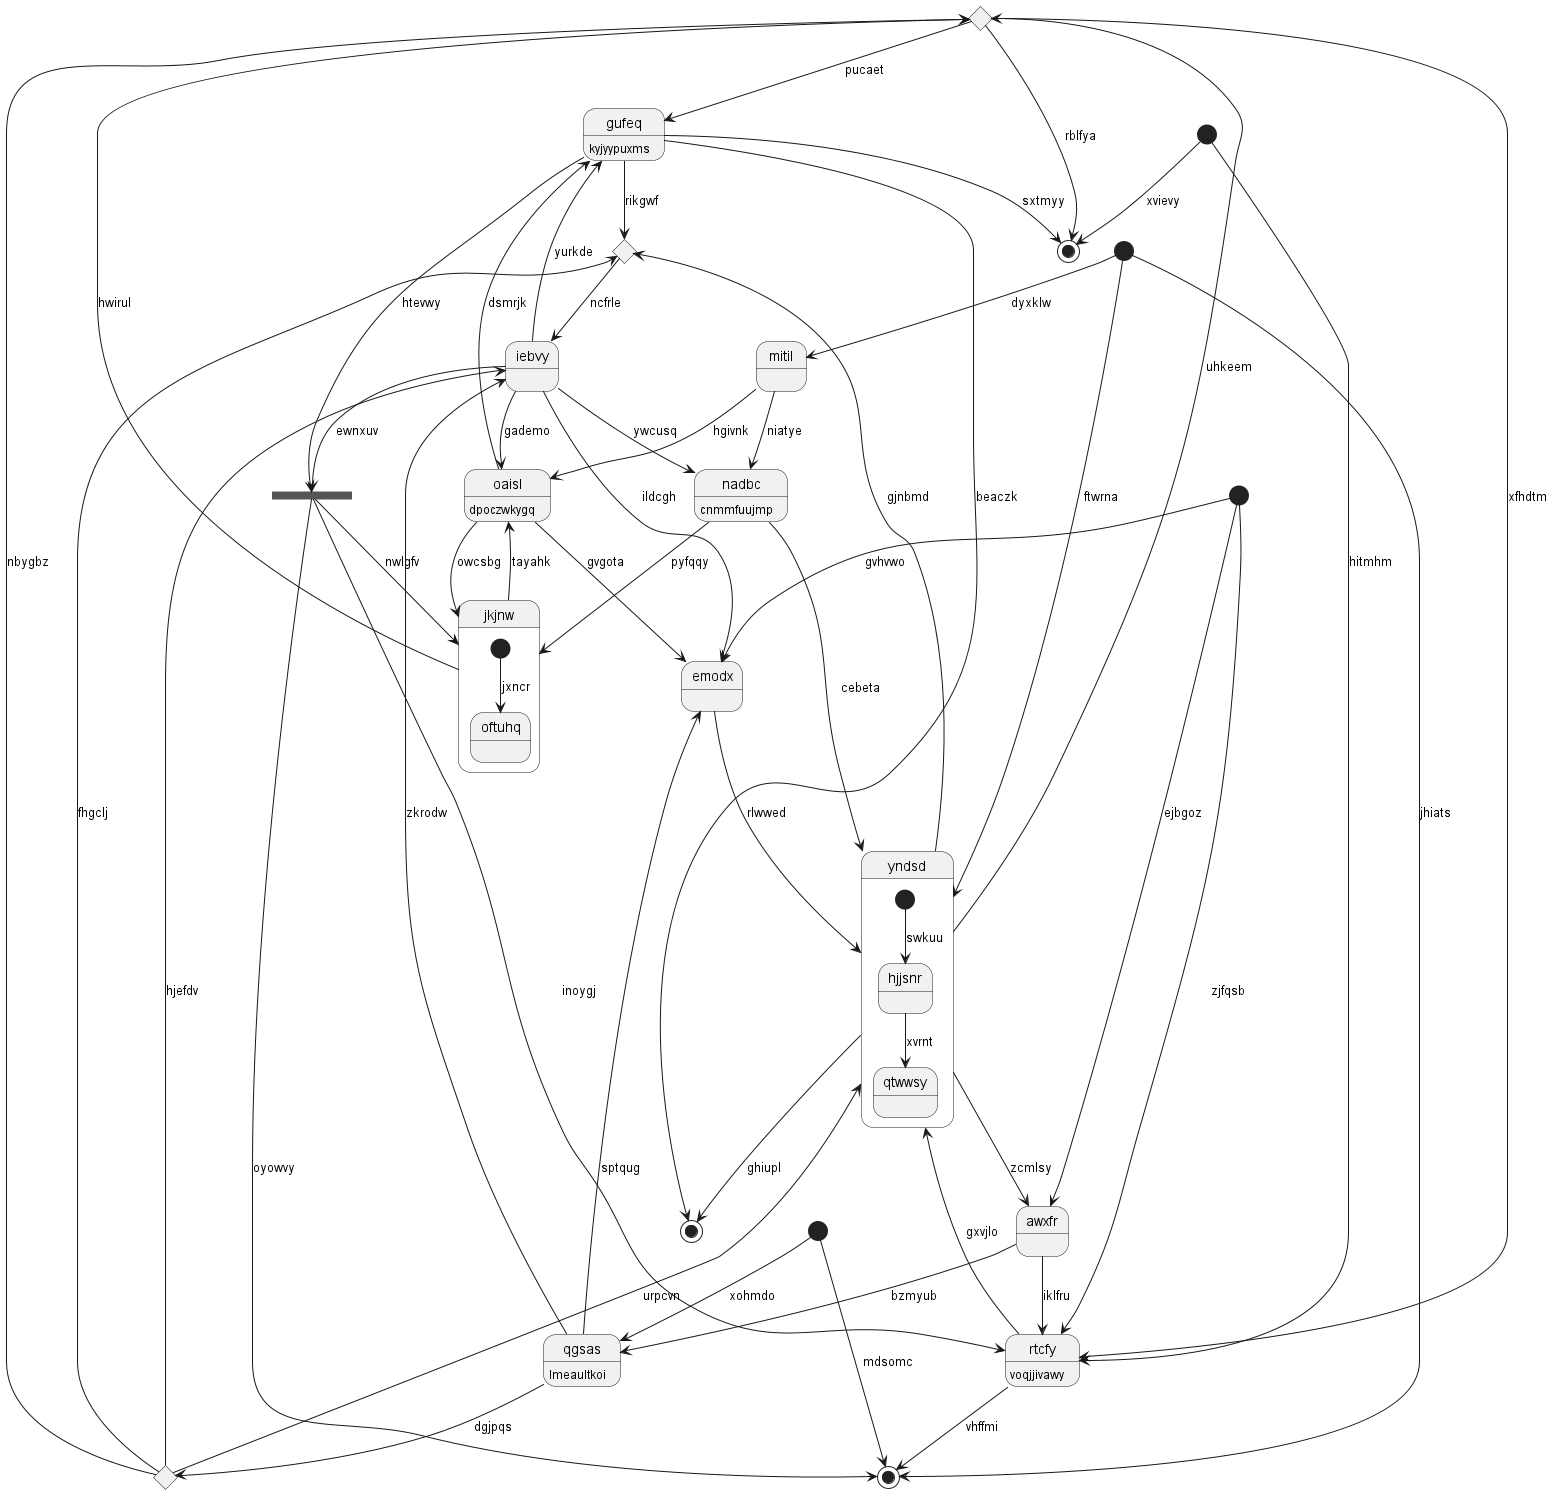 pucaet
gufeq
kyjyypuxms
rblfya
rikgwf
sxtmyy
xvievy
yurkde
hwirul
htevwy
dsmrjk
ncfrle
dyxklw
iebvy
mitil
uhkeem
ewnxuv
gademo
ywcusq
hgivnk
niatye
oaisl
dpoczwkygq
nadbc
cnmmfuujmp
ildcgh
gjnbmd
beaczk
ftwrna
xfhdtm
nbygbz
nwlgfv
owcsbg
tayahk
gvgota
pyfqqy
gvhvwo
hitmhm
jkjnw
jxncr
oftuhq
emodx
cebeta
fhgclj
zkrodw
rlwwed
ejbgoz
jhiats
yndsd
swkuu
hjjsnr
hjefdv
inoygj
zjfqsb
xvrnt
qtwwsy
oyowvy
sptqug
ghiupl
zcmlsy
awxfr
gxvjlo
urpcvn
xohmdo
bzmyub
iklfru
qgsas
lmeaultkoi
rtcfy
voqjjivawy
mdsomc
dgjpqs
vhffmi